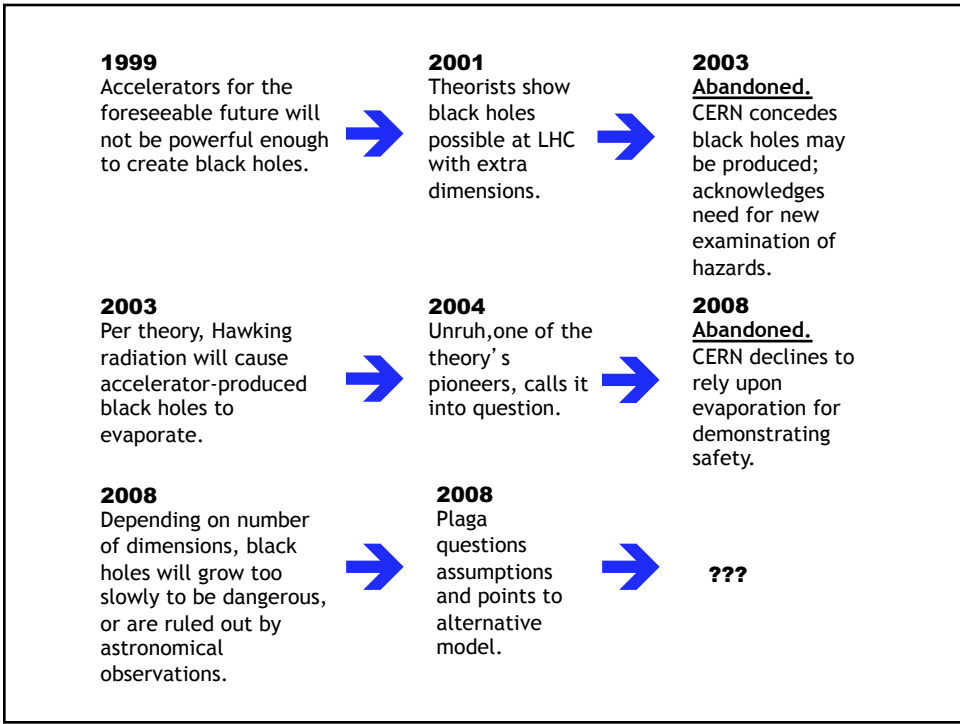 1999
Accelerators for the
foreseeable future will
not be powerful enough
to create black holes.
2001
Theorists show
black holes
possible at LHC
with extra
dimensions.
2003
Abandoned.
CERN concedes
black holes may
be produced;
acknowledges
need for new
examination of
hazards.
2003
Per theory, Hawking
radiation will cause
accelerator-produced
black holes to
evaporate.
2004
Unruh,one of the
theory's
pioneers, calls it
into question.
2008
Abandoned.
CERN declines to
rely upon
evaporation for
demonstrating
safety.
2008
Depending on number
of dimensions, black
holes will grow too
slowly to be dangerous,
or are ruled out by
astronomical
observations.
2008
Plaga
questions
assumptions
and points to
alternative
model.
???